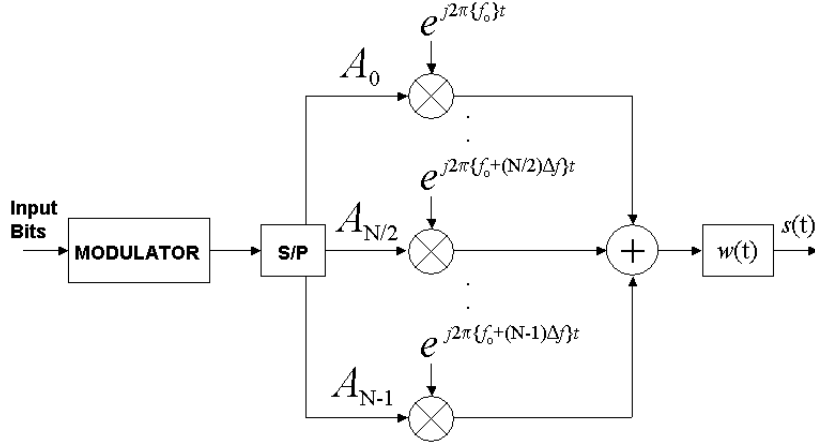 e^{j2π{f₀}t}
A₀
e^{j2π{f₀+(N/2)Δf}t}
Input
Bits
MODULATOR
S/P
A_{N/2}
+
w(t)
s(t)
e^{j2π{f₀+(N-1)Δf}t}
A_{N-1}